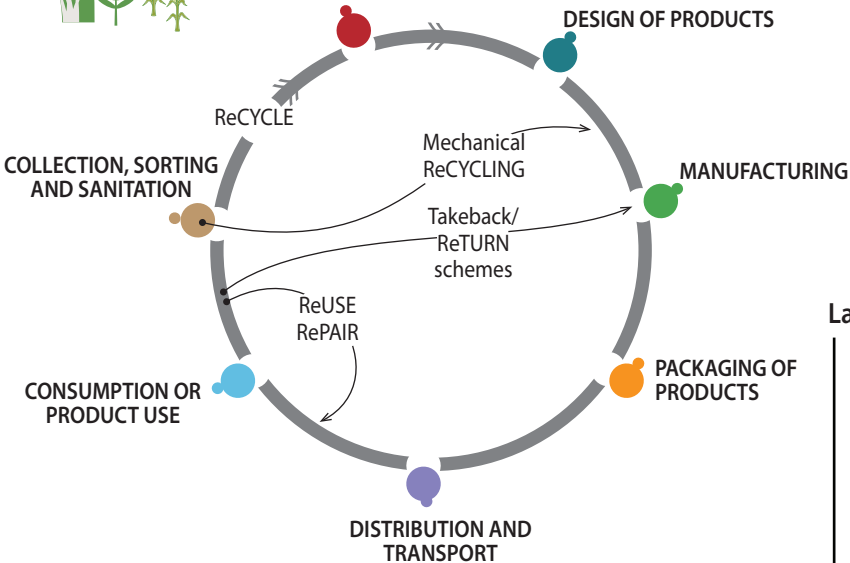 DESIGN OF PRODUCTS
ReCYCLE
Mechanical
ReCYCLING
COLLECTION, SORTING
AND SANITATION
MANUFACTURING
Takeback/
ReTURN
schemes
ReUSE
RePAIR
La
PACKAGING OF
PRODUCTS
CONSUMPTION OR
PRODUCT USE
DISTRIBUTION AND
TRANSPORT